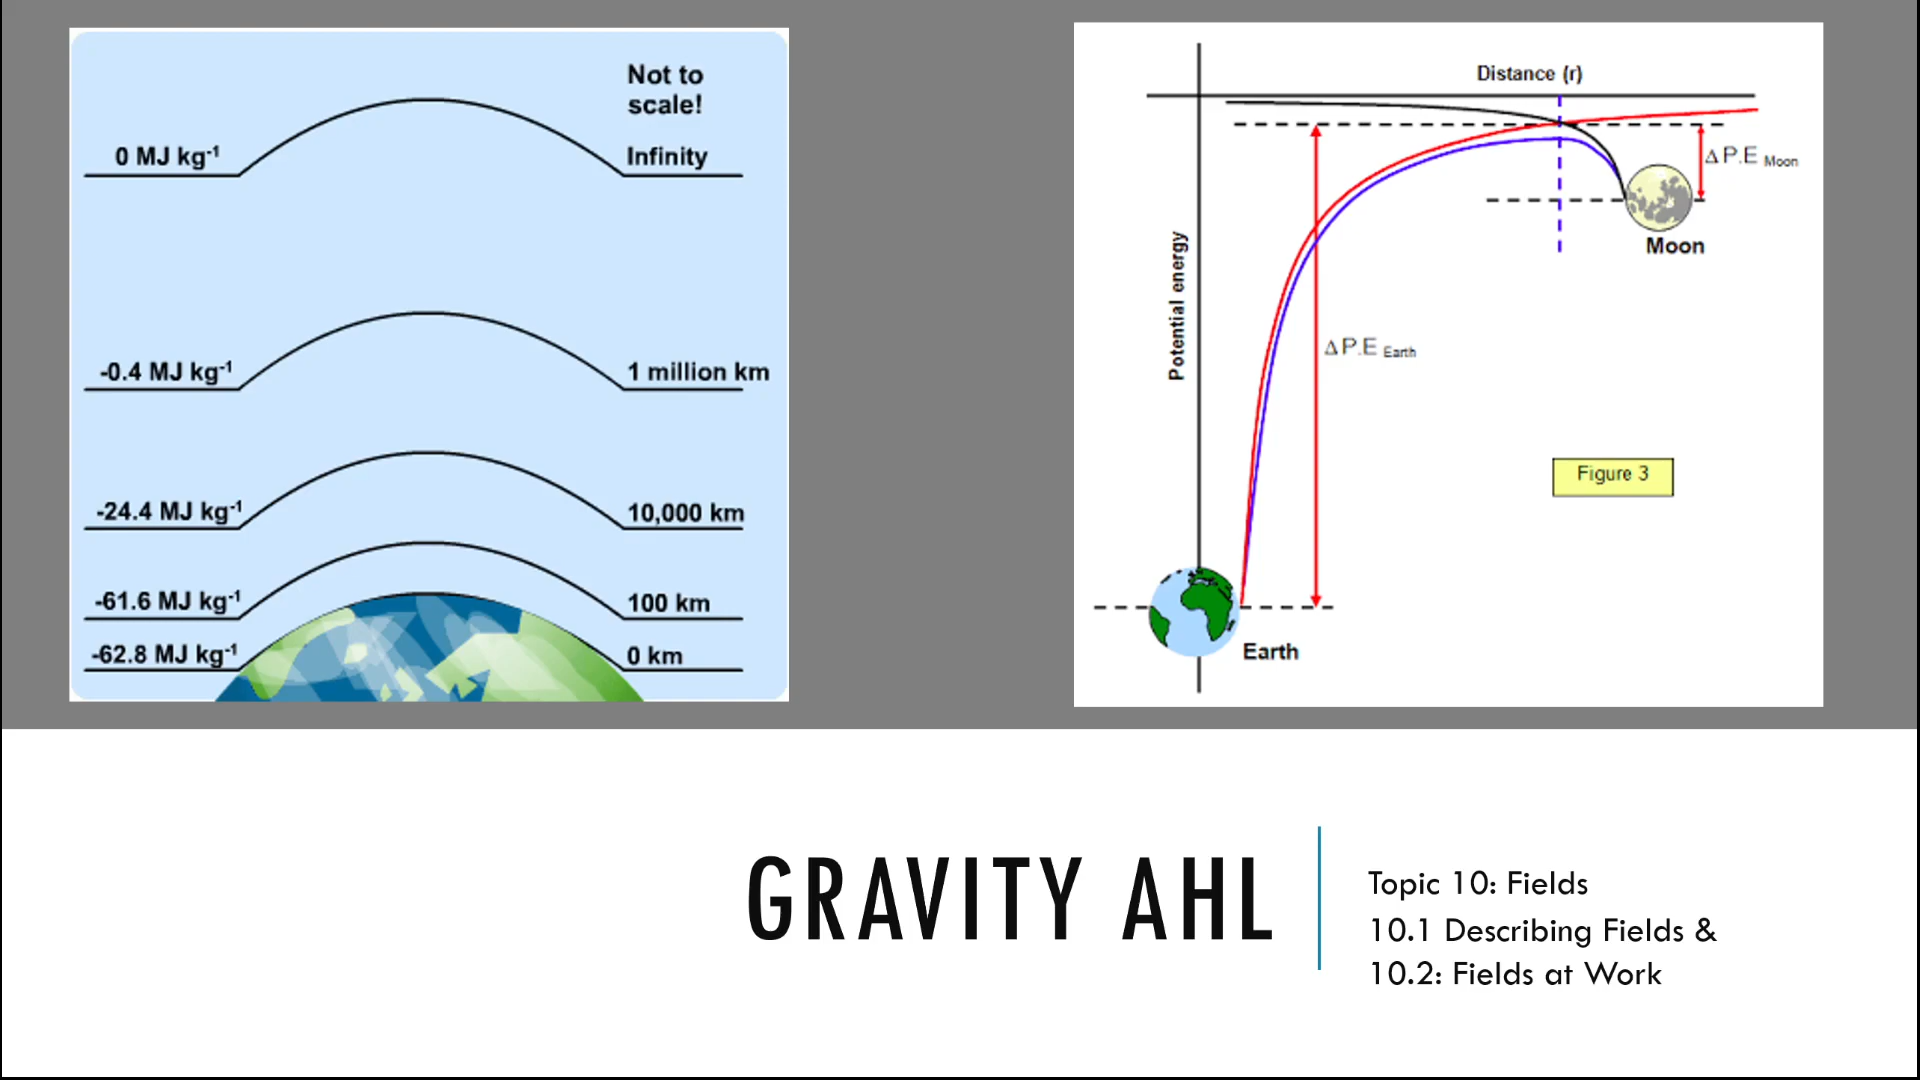 Not to
scale!
0 MJ kg⁻¹
Infinity
-0.4 MJ kg⁻¹
1 million km
-24.4 MJ kg⁻¹
10,000 km
-61.6 MJ kg⁻¹
100 km
-62.8 MJ kg⁻¹
0 km
Distance (r)
Potential energy
Δ P.E Moon
Moon
Δ P.E Earth
Figure 3
Earth
GRAVITY AHL
Topic 10: Fields
10.1 Describing Fields &
10.2: Fields at Work